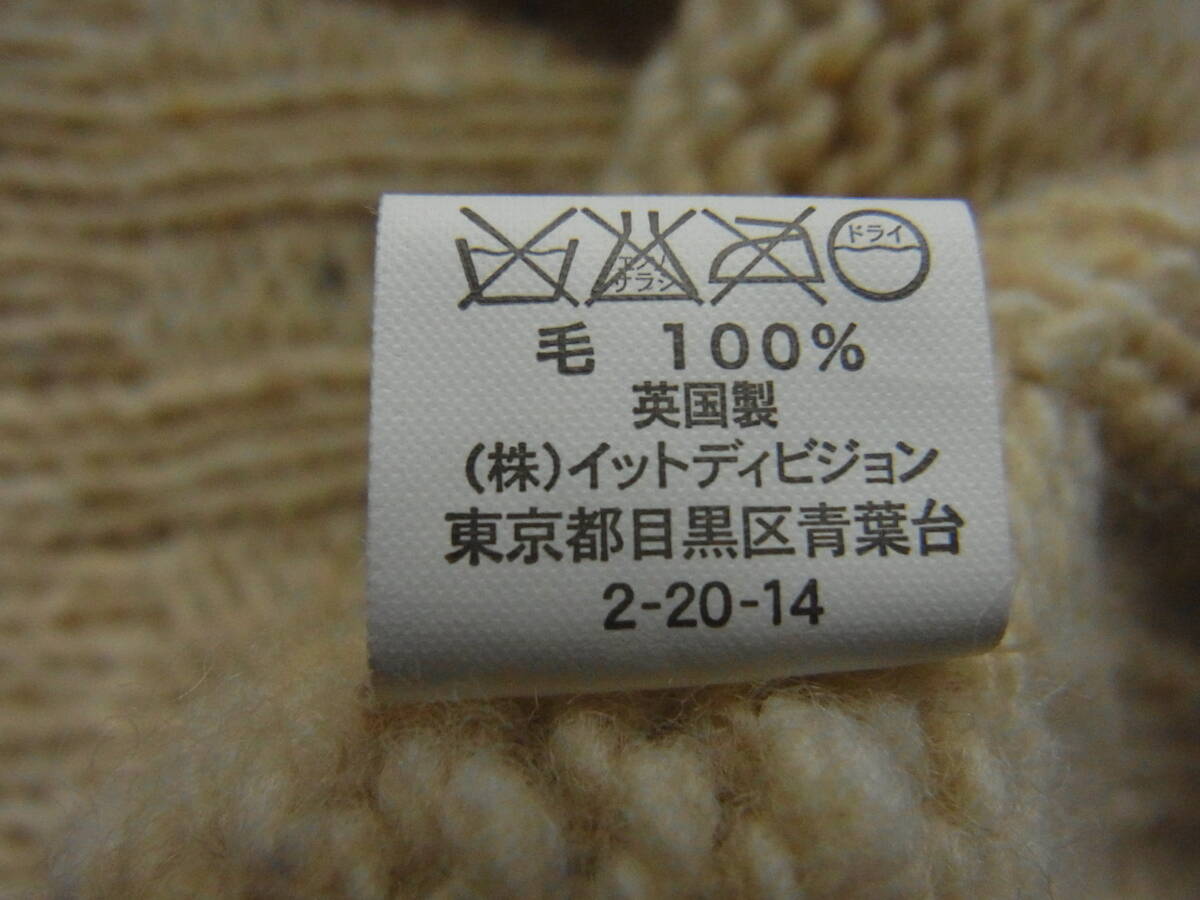 エンソ
サラシ
ドライ
毛 100%
英国製
(株)イットディビジョン
東京都目黒区青葉台
2-20-14